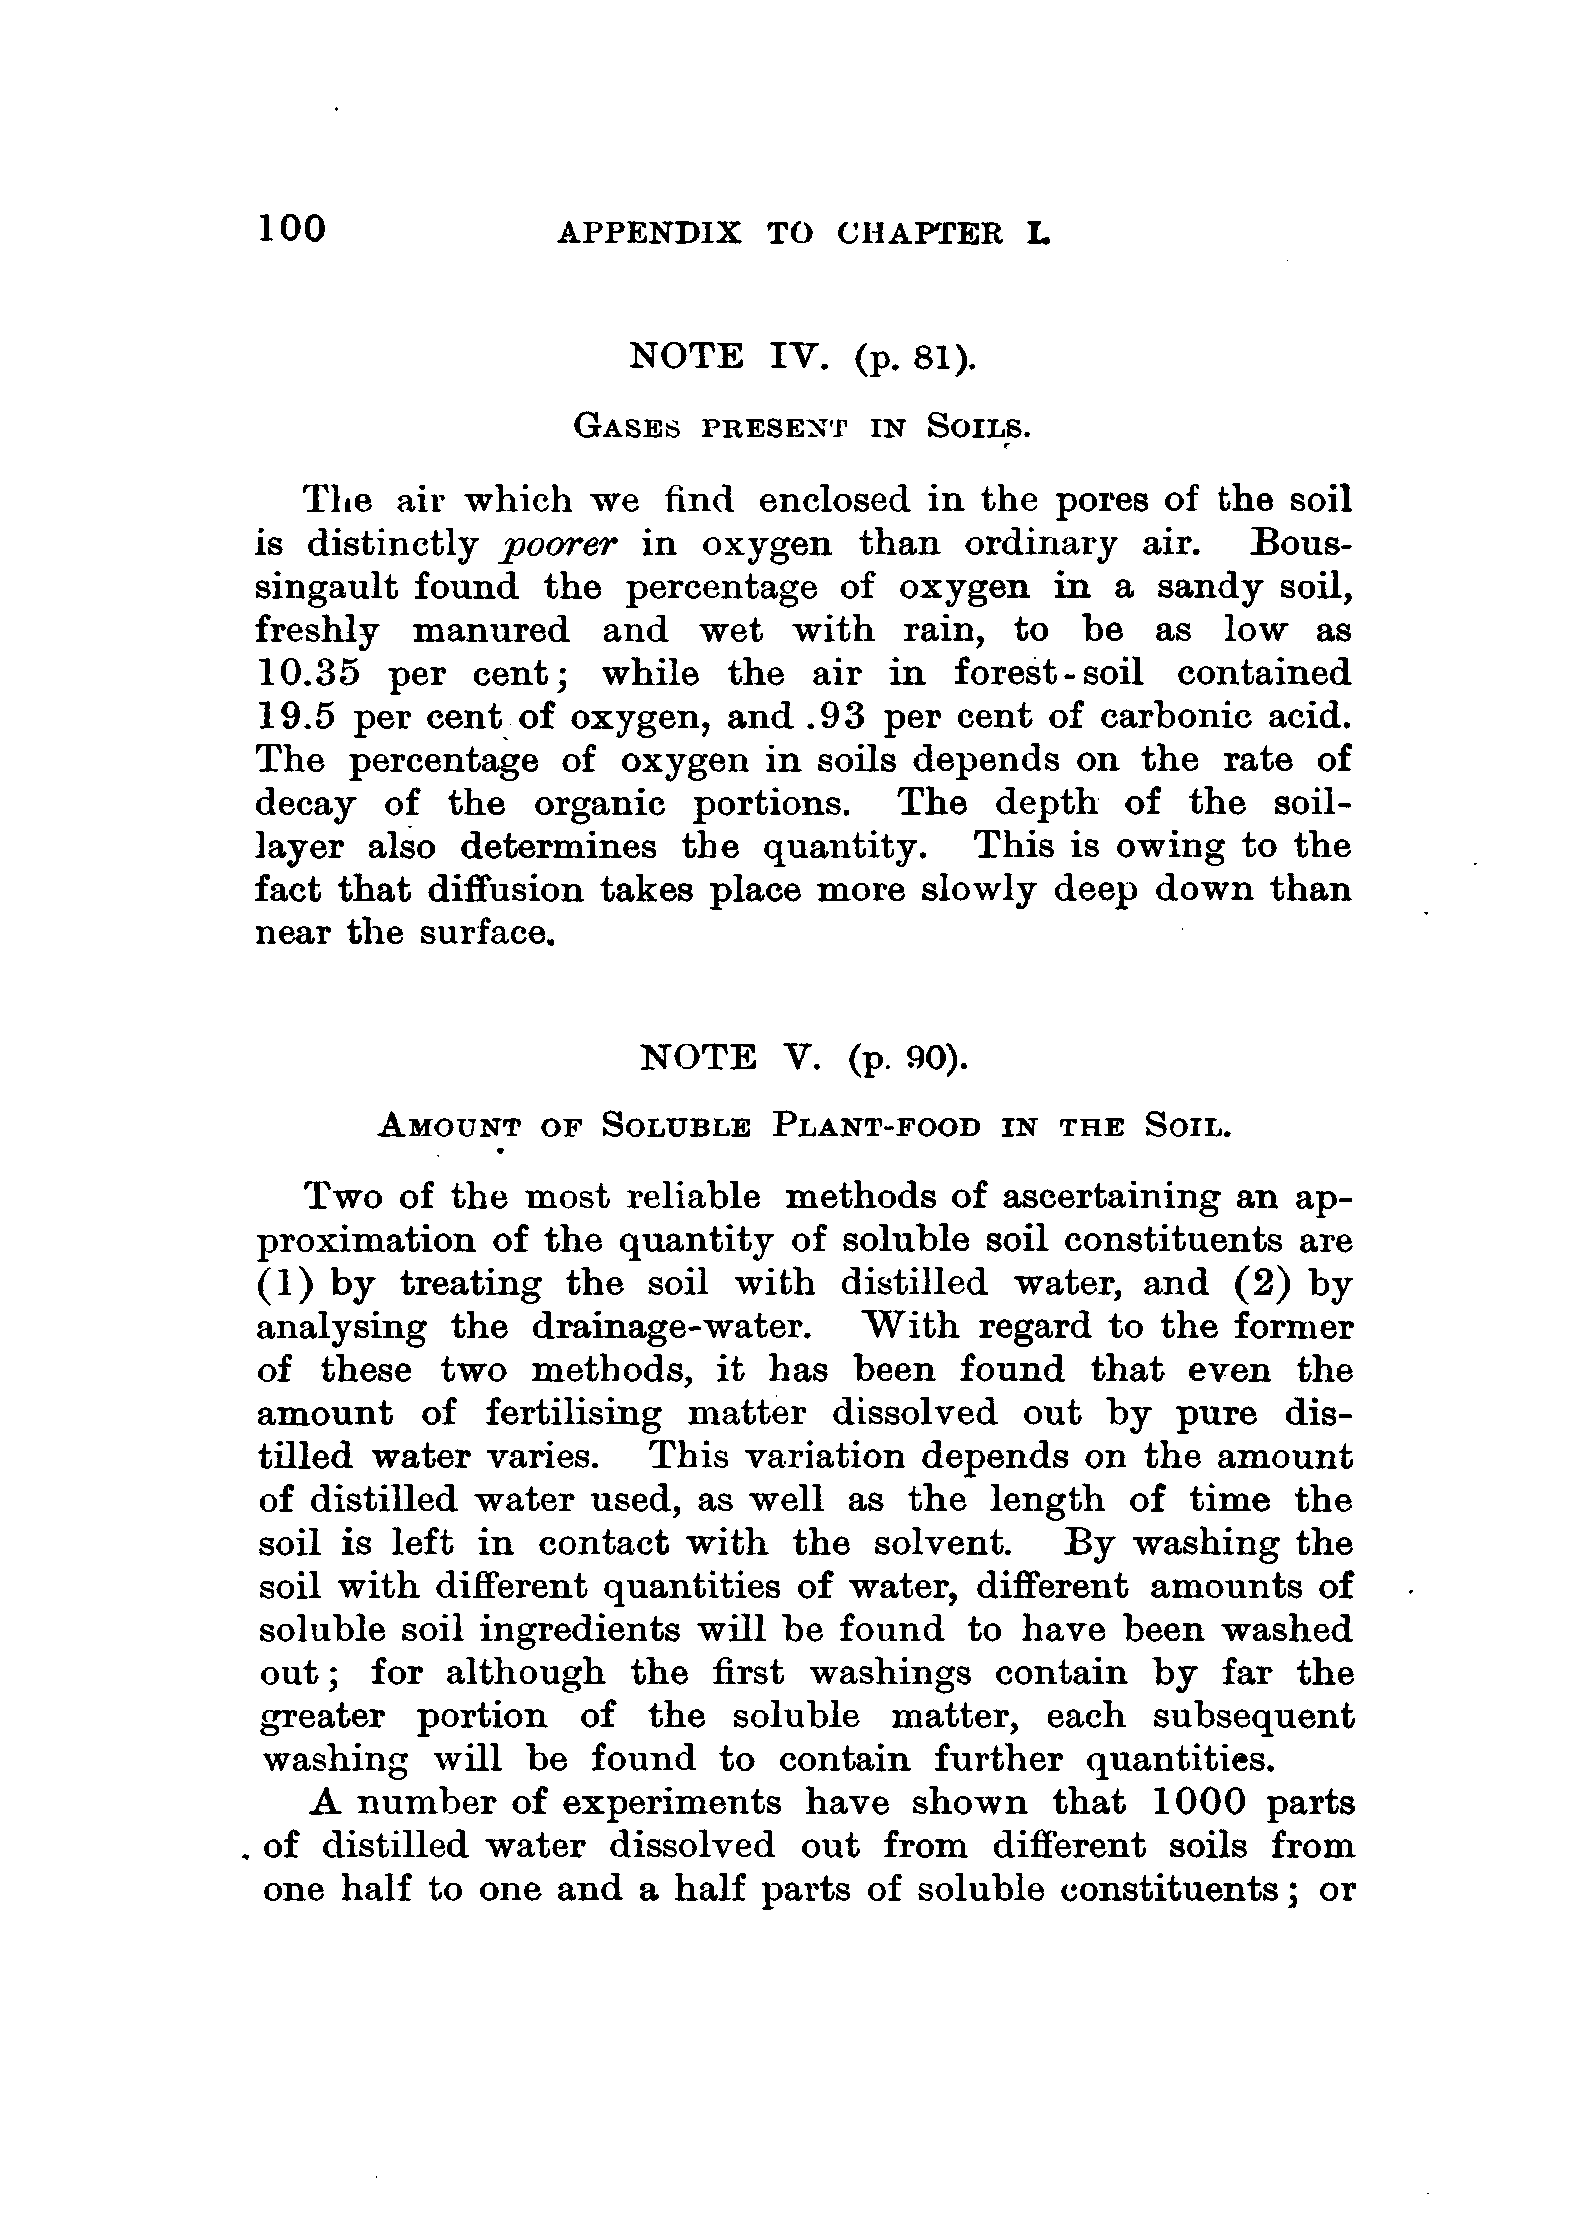 100 APPENDIX TO CHAPTER I.
NOTE IV. (p. 81).
GASES PRESENT IN SOILS.
The air which we find enclosed in the pores of the soil
is distinctly poorer in oxygen than ordinary air. Bous-
singault found the percentage of oxygen in a sandy soil,
freshly manured and wet with rain, to be as low as
10.35 per cent; while the air in forest-soil contained
19.5 per cent of oxygen, and .93 per cent of carbonic acid.
The percentage of oxygen in soils depends on the rate of
decay of the organic portions. The depth of the soil-
layer also determines the quantity. This is owing to the
fact that diffusion takes place more slowly deep down than
near the surface.
NOTE V. (p. 90).
AMOUNT OF SOLUBLE PLANT-FOOD IN THE SOIL.
Two of the most reliable methods of ascertaining an ap-
proximation of the quantity of soluble soil constituents are
(1) by treating the soil with distilled water, and (2) by
analysing the drainage-water. With regard to the former
of these two methods, it has been found that even the
amount of fertilising matter dissolved out by pure dis-
tilled water varies. This variation depends on the amount
of distilled water used, as well as the length of time the
soil is left in contact with the solvent. By washing the
soil with different quantities of water, different amounts of
soluble soil ingredients will be found to have been washed
out; for although the first washings contain by far the
greater portion of the soluble matter, each subsequent
washing will be found to contain further quantities.
A number of experiments have shown that 1000 parts
of distilled water dissolved out from different soils from
one half to one and a half parts of soluble constituents; or